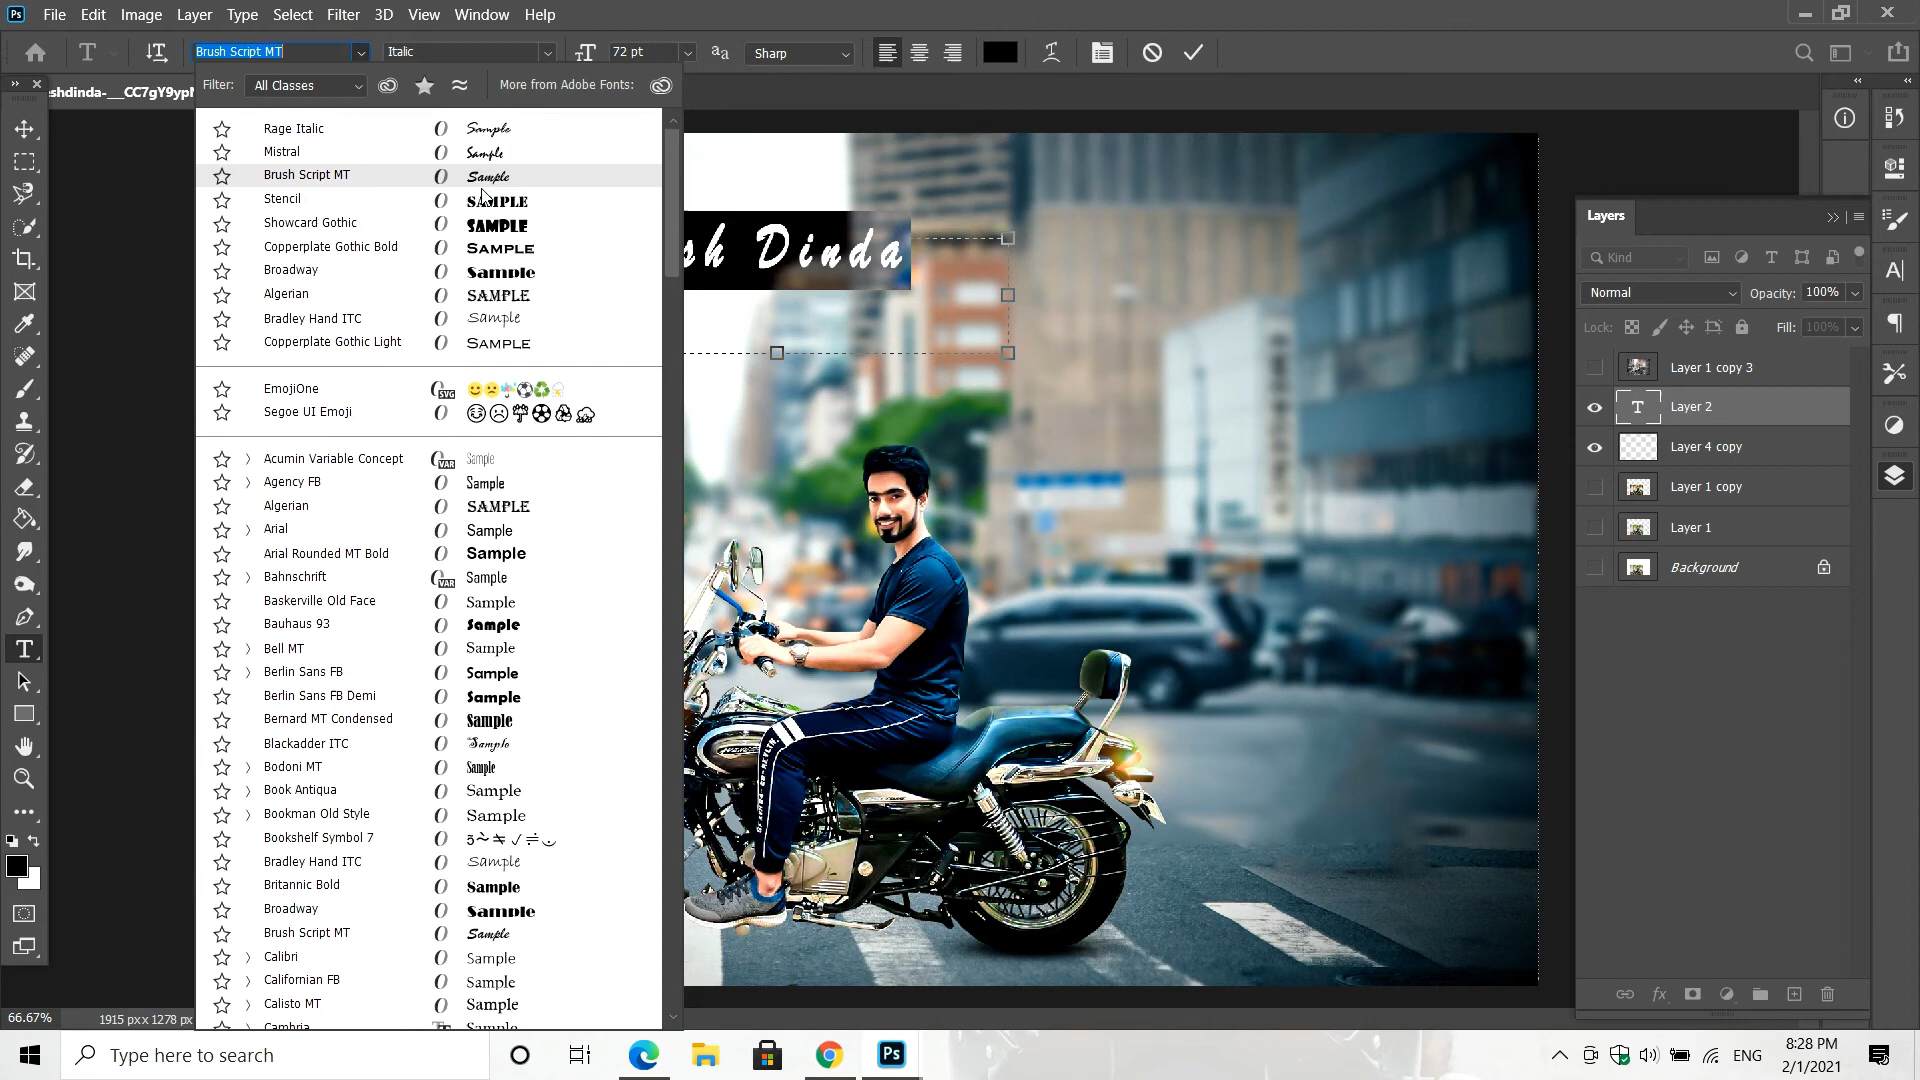 Ps File Edit Image Layer Type Select Filter 3D View Window Help
Brush Script MT Italic 72 pt aa Sharp
Filter: All Classes More from Adobe Fonts:
Rage Italic O Sample
Mistral O Sample
Brush Script MT O Sample
Stencil O SAMPLE
Showcard Gothic O SAMPLE
Copperplate Gothic Bold O SAMPLE
Broadway O Sample
Algerian O SAMPLE
Bradley Hand ITC O Sample
Copperplate Gothic Light O SAMPLE
EmojiOne SVG
Segoe UI Emoji O
Acumin Variable Concept VAR Sample
Agency FB O Sample
Algerian O SAMPLE
Arial O Sample
Arial Rounded MT Bold O Sample
Bahnschrift VAR Sample
Baskerville Old Face O Sample
Bauhaus 93 O Sample
Bell MT O Sample
Berlin Sans FB O Sample
Berlin Sans FB Demi O Sample
Bernard MT Condensed O Sample
Blackadder ITC O Sample
Bodoni MT O Sample
Book Antiqua O Sample
Bookman Old Style O Sample
Bookshelf Symbol 7 O
Bradley Hand ITC O Sample
Britannic Bold O Sample
Broadway O Sample
Brush Script MT O Sample
Calibri O Sample
Californian FB O Sample
Calisto MT O Sample
Cambria Sample
sh Dinda
Layers
Kind
Normal Opacity: 100%
Lock: Fill: 100%
Layer 1 copy 3
T Layer 2
Layer 4 copy
Layer 1 copy
Layer 1
Background
66.67% 1915 px x 1278 px
Type here to search
Ps
ENG
8:28 PM
2/1/2021